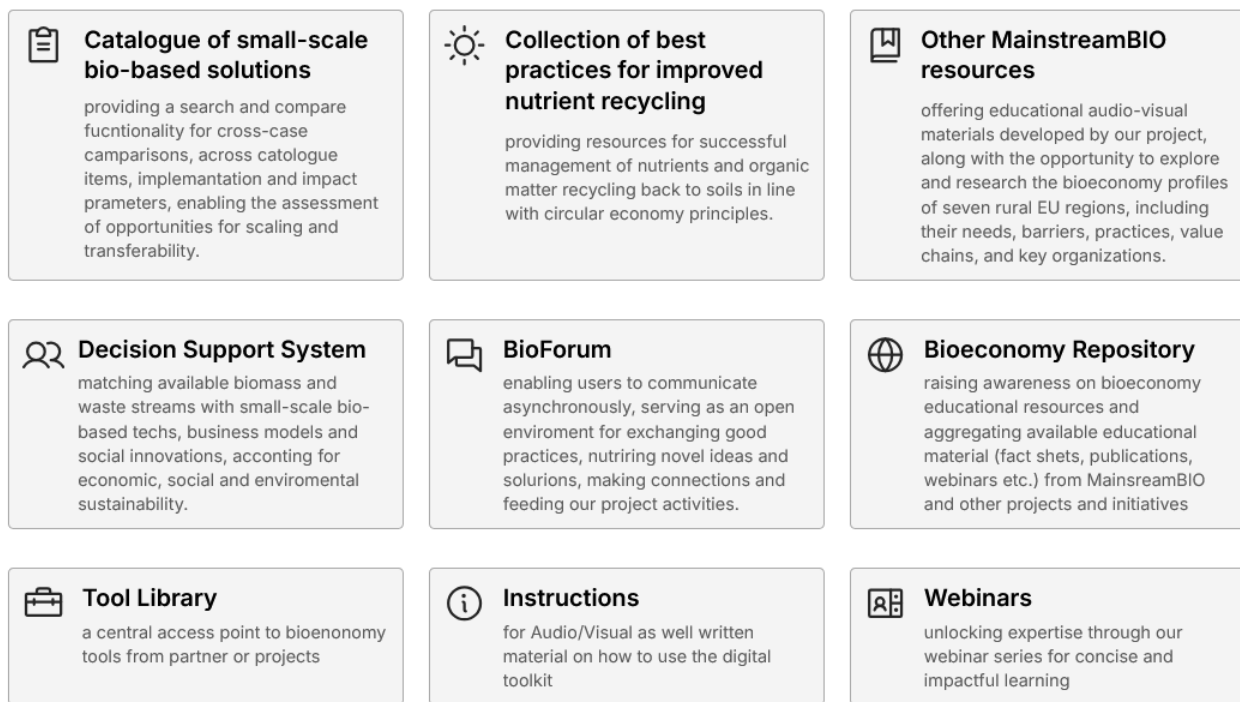 Catalogue of small-scale
bio-based solutions
providing a search and compare
fucntionality for cross-case
camparisons, across catologue
items, implemantation and impact
prameters, enabling the assessment
of opportunities for scaling and
transferability.
Collection of best
practices for improved
nutrient recycling
providing resources for successful
management of nutrients and organic
matter recycling back to soils in line
with circular economy principles.
Other MainstreamBIO
resources
offering educational audio-visual
materials developed by our project,
along with the opportunity to explore
and research the bioeconomy profiles
of seven rural EU regions, including
their needs, barriers, practices, value
chains, and key organizations.
Decision Support System
matching available biomass and
waste streams with small-scale bio-
based techs, business models and
social innovations, acconting for
economic, social and enviromental
sustainability.
BioForum
enabling users to communicate
asynchronously, serving as an open
enviroment for exchanging good
practices, nutriring novel ideas and
solurions, making connections and
feeding our project activities.
Bioeconomy Repository
raising awareness on bioeconomy
educational resources and
aggregating available educational
material (fact shets, publications,
webinars etc.) from MainsreamBIO
and other projects and initiatives
Tool Library
a central access point to bioenonomy
tools from partner or projects
Instructions
for Audio/Visual as well written
material on how to use the digital
toolkit
Webinars
unlocking expertise through our
webinar series for concise and
impactful learning